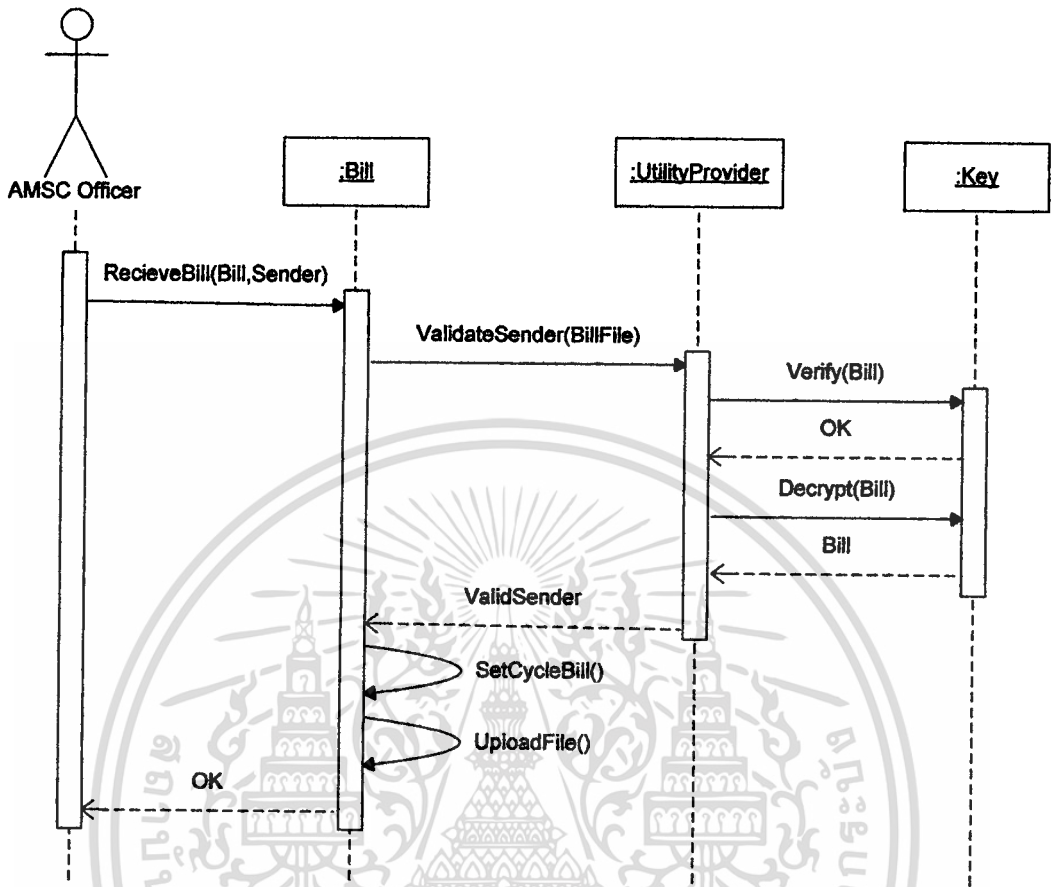 AMSC Officer
:Bill
:UtilityProvider
:Key
RecieveBill(Bill,Sender)
ValidateSender(BillFile)
Verify(Bill)
OK
Decrypt(Bill)
Bill
ValidSender
SetCycleBill()
UploadFile()
OK